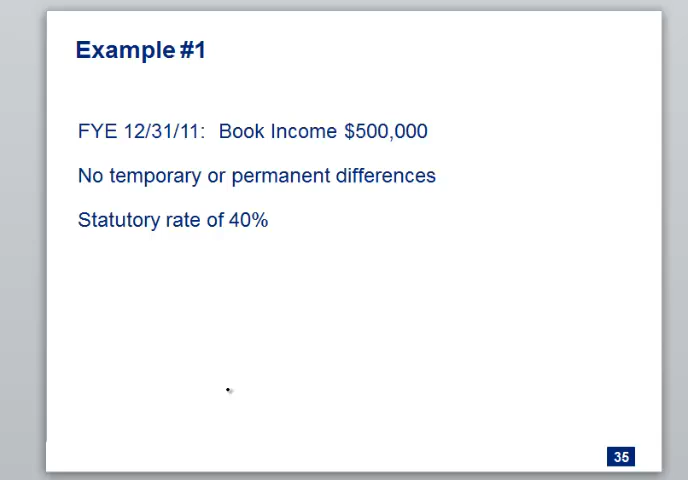 Example #1
FYE 12/31/11:  Book Income $500,000
No temporary or permanent differences
Statutory rate of 40%
35